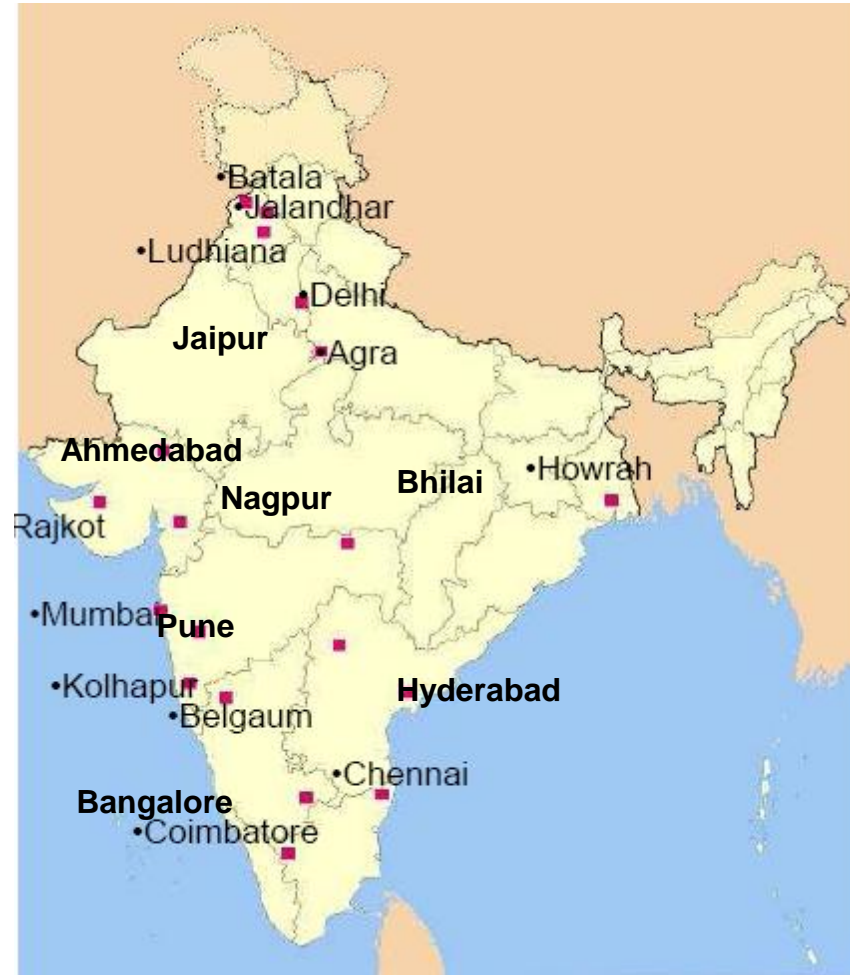 •Batala
•Jalandhar
•Ludhiana
•Delhi
Jaipur
•Agra
Ahmedabad
Nagpur
Bhilai
•Howrah
Rajkot
•Mumbai
Pune
•Kolhapur
Hyderabad
•Belgaum
•Chennai
Bangalore
•Coimbatore